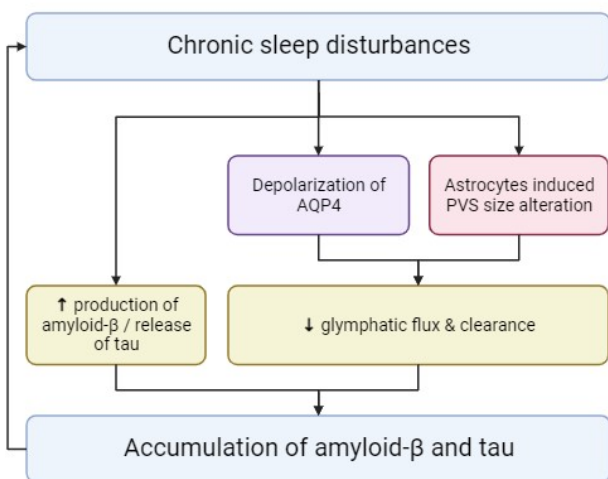 Chronic sleep disturbances
Depolarization of
AQP4
Astrocytes induced
PVS size alteration
↑ production of
amyloid-β / release
of tau
↓ glymphatic flux & clearance
Accumulation of amyloid-β and tau